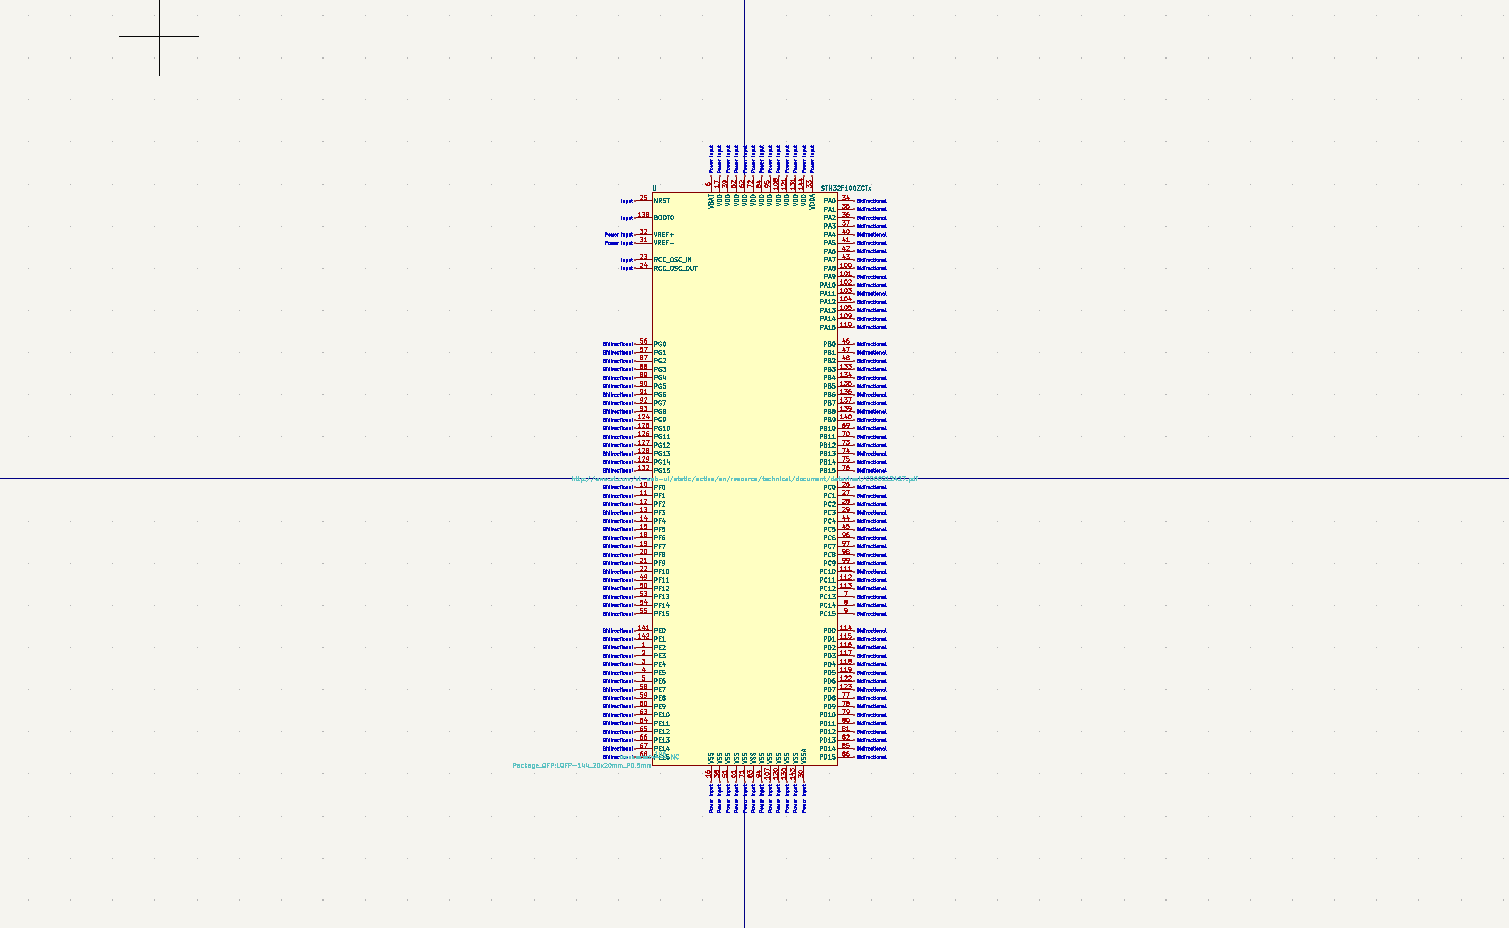 Power input Power input Power input Power input Power input Power input Power input Power input Power input Power input Power input Power input Power input
6 17 39 52 62 72 84 95 108 121 131 144 33
U STM32F100ZCTx
VBAT VDD VDD VDD VDD VDD VDD VDD VDD VDD VDD VDD VDDA
Input 25 NRST PA0 34 Bidirectional
PA1 35 Bidirectional
Input 138 BOOT0 PA2 36 Bidirectional
PA3 37 Bidirectional
Power input 32 VREF+ PA4 40 Bidirectional
Power input 31 VREF- PA5 41 Bidirectional
PA6 42 Bidirectional
Input 23 RCC_OSC_IN PA7 43 Bidirectional
Input 24 RCC_OSC_OUT PA8 100 Bidirectional
PA9 101 Bidirectional
PA10 102 Bidirectional
PA11 103 Bidirectional
PA12 104 Bidirectional
PA13 105 Bidirectional
PA14 109 Bidirectional
PA15 110 Bidirectional
Bidirectional 56 PG0 PB0 46 Bidirectional
Bidirectional 57 PG1 PB1 47 Bidirectional
Bidirectional 87 PG2 PB2 48 Bidirectional
Bidirectional 88 PG3 PB3 133 Bidirectional
Bidirectional 89 PG4 PB4 134 Bidirectional
Bidirectional 90 PG5 PB5 135 Bidirectional
Bidirectional 91 PG6 PB6 136 Bidirectional
Bidirectional 92 PG7 PB7 137 Bidirectional
Bidirectional 93 PG8 PB8 139 Bidirectional
Bidirectional 124 PG9 PB9 140 Bidirectional
Bidirectional 125 PG10 PB10 69 Bidirectional
Bidirectional 126 PG11 PB11 70 Bidirectional
Bidirectional 127 PG12 PB12 73 Bidirectional
Bidirectional 128 PG13 PB13 74 Bidirectional
Bidirectional 129 PG14 PB14 75 Bidirectional
Bidirectional 132 PG15 PB15 76 Bidirectional
Bidirectional 10 PF0 PC0 26 Bidirectional
Bidirectional 11 PF1 PC1 27 Bidirectional
Bidirectional 12 PF2 PC2 28 Bidirectional
Bidirectional 13 PF3 PC3 29 Bidirectional
Bidirectional 14 PF4 PC4 44 Bidirectional
Bidirectional 15 PF5 PC5 45 Bidirectional
Bidirectional 18 PF6 PC6 96 Bidirectional
Bidirectional 19 PF7 PC7 97 Bidirectional
Bidirectional 20 PF8 PC8 98 Bidirectional
Bidirectional 21 PF9 PC9 99 Bidirectional
Bidirectional 22 PF10 PC10 111 Bidirectional
Bidirectional 49 PF11 PC11 112 Bidirectional
Bidirectional 50 PF12 PC12 113 Bidirectional
Bidirectional 53 PF13 PC13 7 Bidirectional
Bidirectional 54 PF14 PC14 8 Bidirectional
Bidirectional 55 PF15 PC15 9 Bidirectional
Bidirectional 141 PE0 PD0 114 Bidirectional
Bidirectional 142 PE1 PD1 115 Bidirectional
Bidirectional 1 PE2 PD2 116 Bidirectional
Bidirectional 2 PE3 PD3 117 Bidirectional
Bidirectional 3 PE4 PD4 118 Bidirectional
Bidirectional 4 PE5 PD5 119 Bidirectional
Bidirectional 5 PE6 PD6 122 Bidirectional
Bidirectional 58 PE7 PD7 123 Bidirectional
Bidirectional 59 PE8 PD8 77 Bidirectional
Bidirectional 60 PE9 PD9 78 Bidirectional
Bidirectional 63 PE10 PD10 79 Bidirectional
Bidirectional 64 PE11 PD11 80 Bidirectional
Bidirectional 65 PE12 PD12 81 Bidirectional
Bidirectional 66 PE13 PD13 82 Bidirectional
Bidirectional 67 PE14 PD14 85 Bidirectional
Bidirectional 68 PE15 PD15 86 Bidirectional
VSS VSS VSS VSS VSS VSS VSS VSS VSS VSS VSS VSSA
Package_QFP:LQFP-144_20x20mm_P0.5mm
16 38 51 61 71 83 94 107 120 130 143 30
Power input Power input Power input Power input Power input Power input Power input Power input Power input Power input Power input Power input